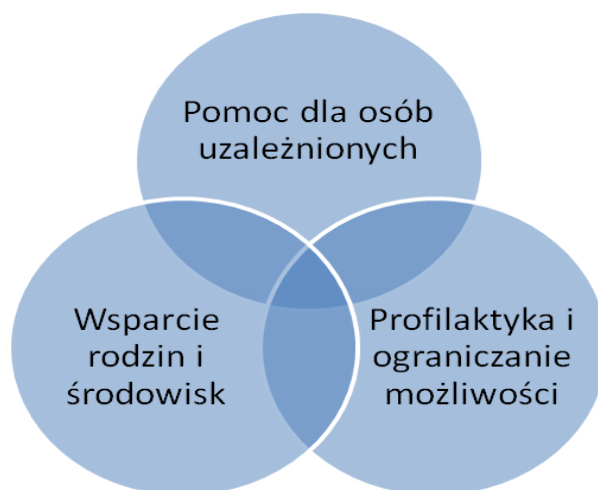 Pomoc dla osób
uzależnionych
Wsparcie
rodzin i
środowisk
Profilaktyka i
ograniczanie
możliwości